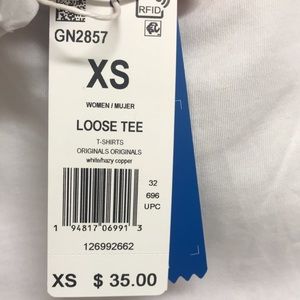 RFID
GN2857
XS
WOMEN / MUJER
LOOSE TEE
T-SHIRTS
ORIGINALS ORIGINALS
white/hazy copper
32
696
UPC
1 94817 06991 3
126992662
XS $ 35.00